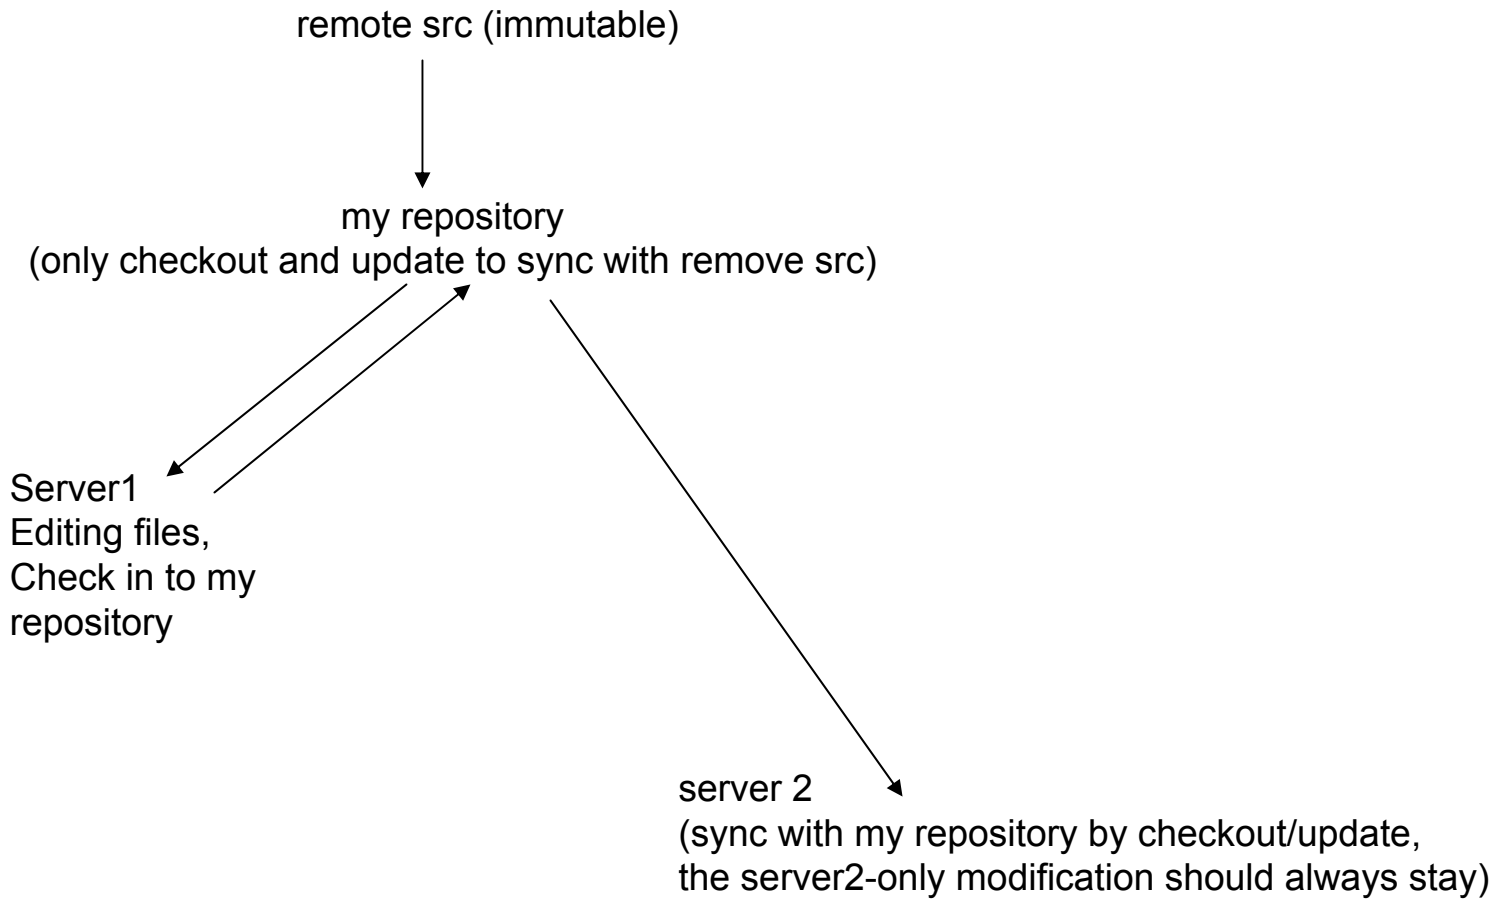 remote src (immutable)
my repository
(only checkout and update to sync with remove src)
Server1
Editing files,
Check in to my
repository
server 2
(sync with my repository by checkout/update,
the server2-only modification should always stay)